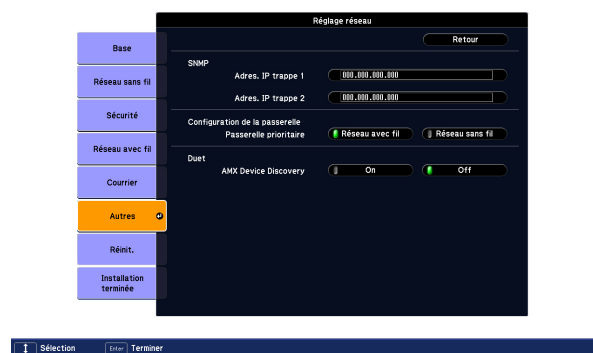 Réglage réseau
Retour
Base
Réseau sans fil
Sécurité
Réseau avec fil
Courrier
Autres
Réinit.
Installation
terminée
SNMP
Adres. IP trappe 1 000.000.000.000
Adres. IP trappe 2 000.000.000.000
Configuration de la passerelle
Passerelle prioritaire Réseau avec fil Réseau sans fil
Duet
AMX Device Discovery On Off
Sélection Enter Terminer